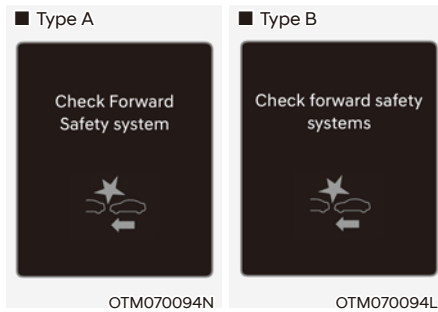 ■ Type A
Check Forward
Safety system
OTM070094N
■ Type B
Check forward safety
systems
OTM070094L